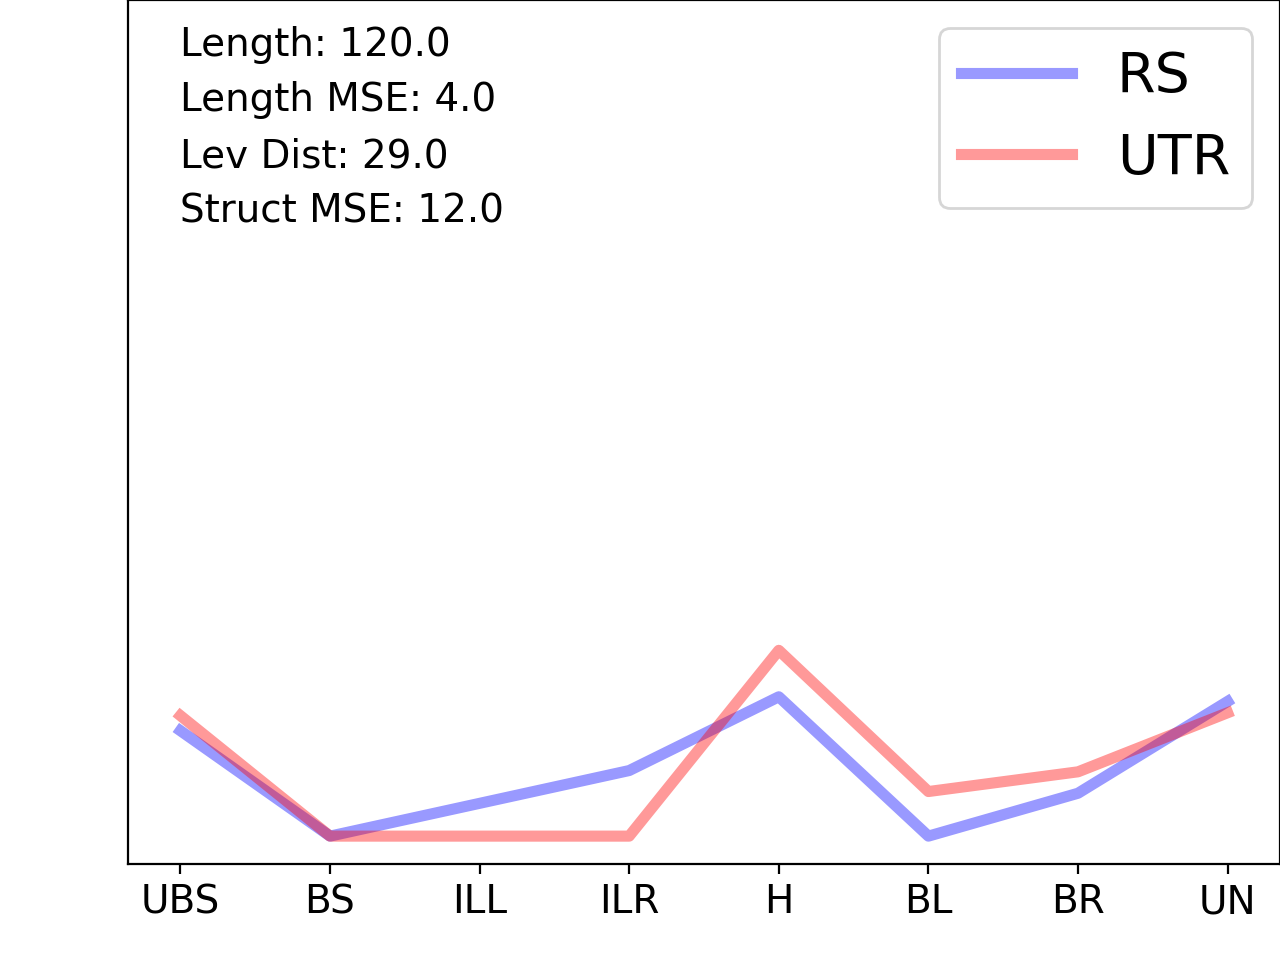 Length: 120.0
Length MSE: 4.0
Lev Dist: 29.0
Struct MSE: 12.0
RS
UTR
UBS BS ILL ILR H BL BR UN